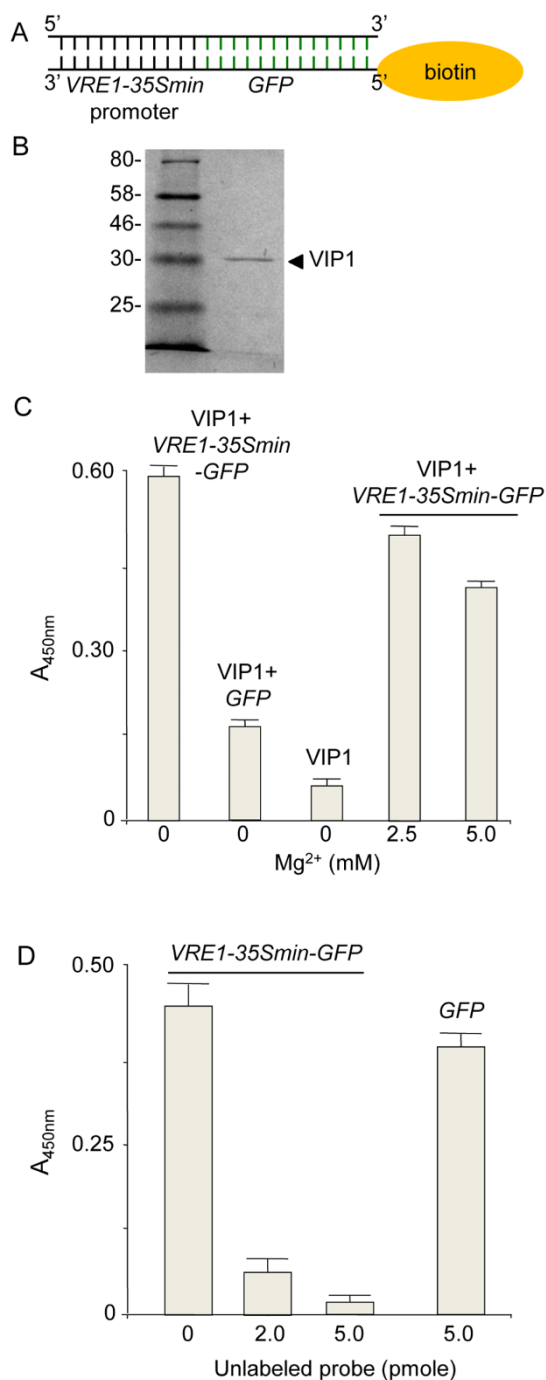 A
5’ 3’
3’ VRE1-35Smin GFP 5’ biotin
promoter
B
80-
58-
46-
30- VIP1
25-
C
VIP1+
VRE1-35Smin
-GFP
VIP1+
VRE1-35Smin-GFP
VIP1+
GFP
VIP1
0.60
0.30
0
A450nm
0 0 0 2.5 5.0
Mg2+ (mM)
D
VRE1-35Smin-GFP
GFP
0.50
0.25
0
A450nm
0 2.0 5.0 5.0
Unlabeled probe (pmole)